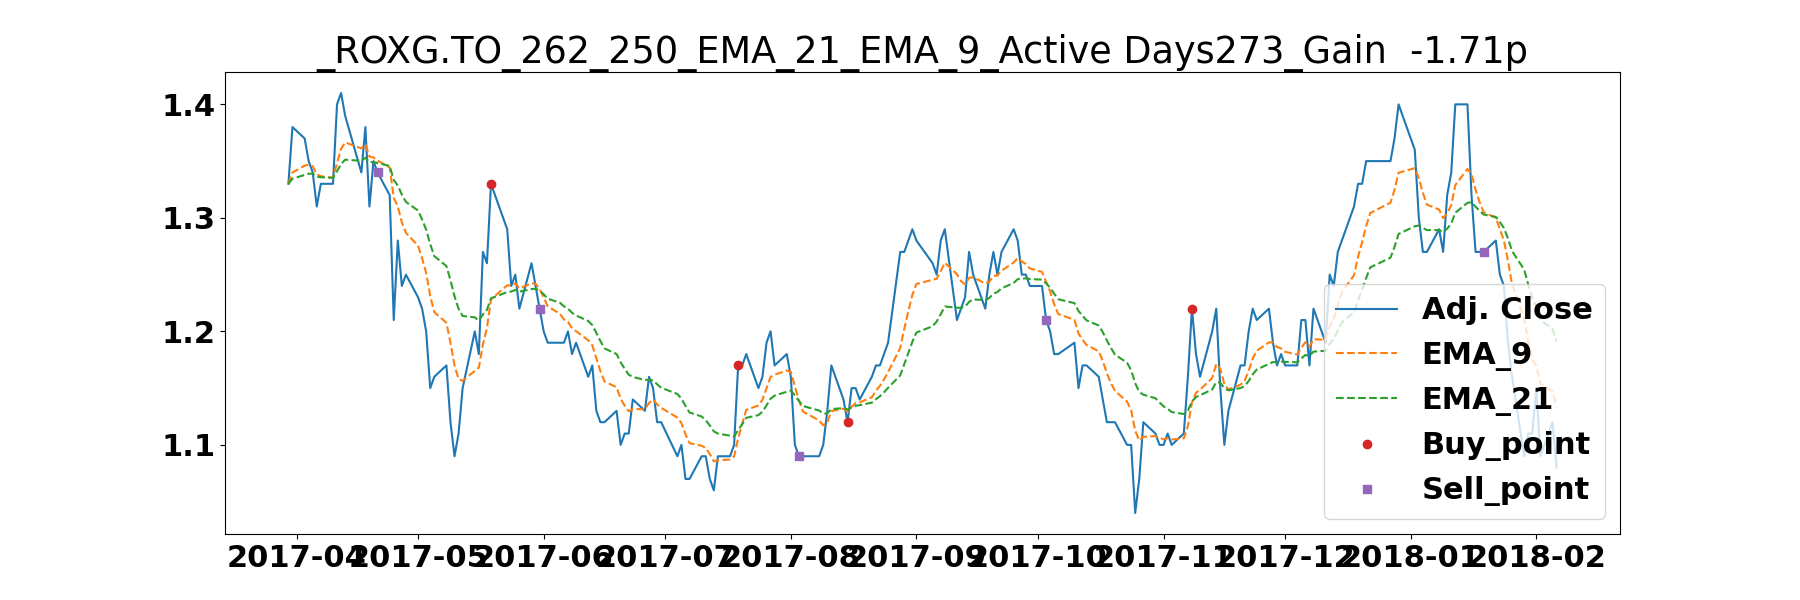 _ROXG.TO_262_250_EMA_21_EMA_9_Active Days273_Gain  -1.71p
1.4
1.3
1.2
1.1
Adj. Close
EMA_9
EMA_21
Buy_point
Sell_point
2017-04 2017-05 2017-06 2017-07 2017-08 2017-09 2017-10 2017-11 2017-12 2018-01 2018-02